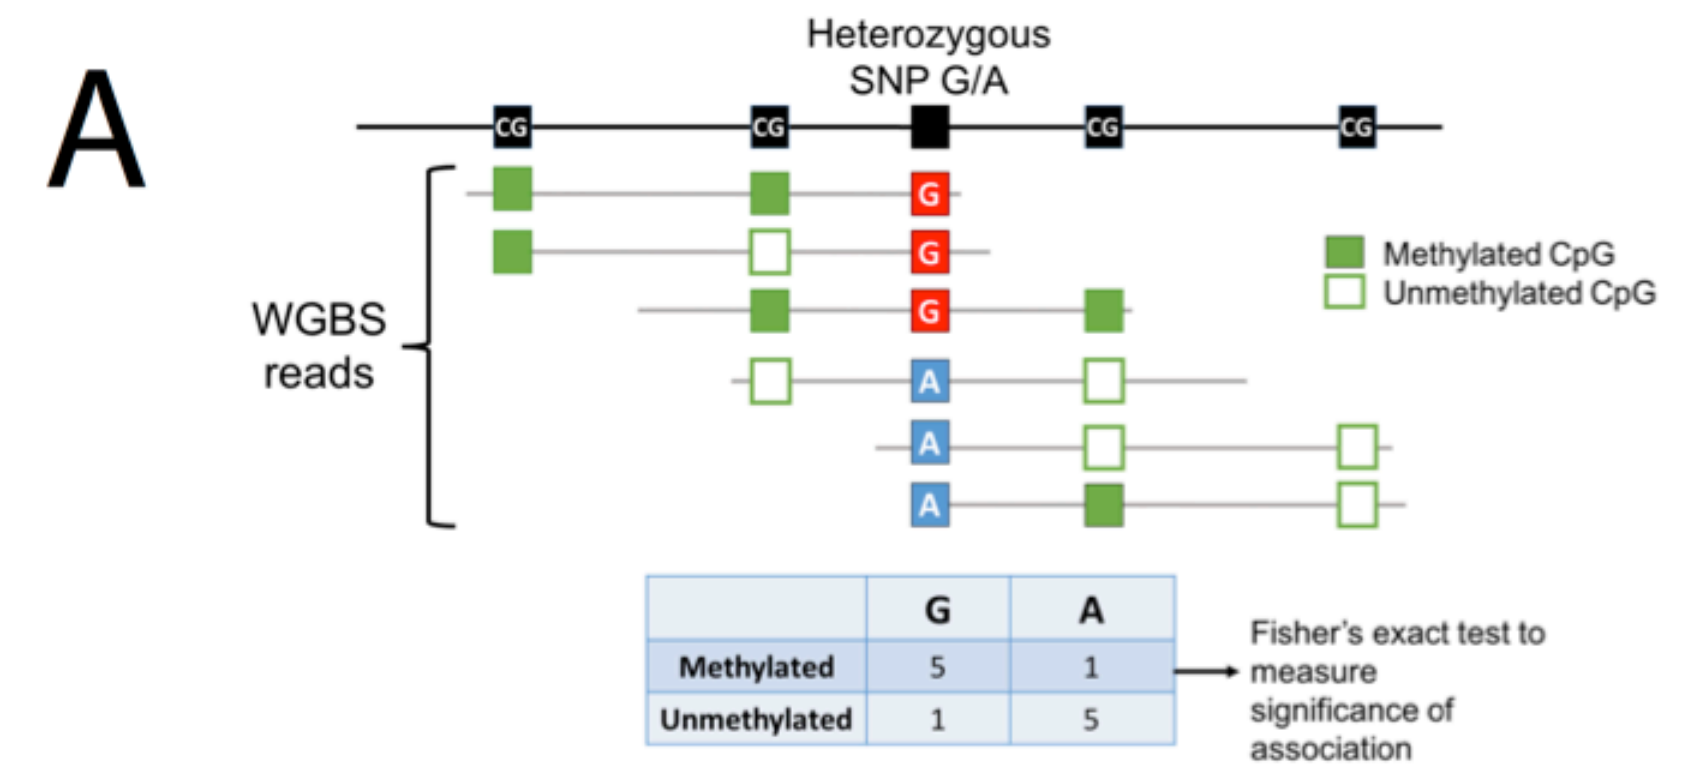 A
Heterozygous
SNP G/A
CG CG CG CG
G
G
G
A
A
A
WGBS
reads
Methylated CpG
Unmethylated CpG
G A
Methylated 5 1
Unmethylated 1 5
Fisher's exact test to
measure
significance of
association